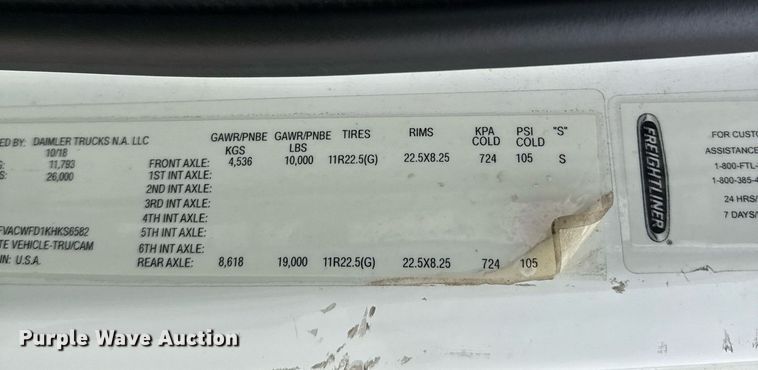 ED BY: DAIMLER TRUCKS N.A. LLC
10/18
S: 11,793
S: 26,000
FVACWFD1KHKS6582
TE VEHICLE-TRU/CAM
IN: U.S.A.
GAWR/PNBE GAWR/PNBE TIRES RIMS KPA PSI "S"
KGS LBS COLD COLD
FRONT AXLE: 4,536 10,000 11R22.5(G) 22.5X8.25 724 105 S
1ST INT AXLE:
2ND INT AXLE:
3RD INT AXLE:
4TH INT AXLE:
5TH INT AXLE:
6TH INT AXLE:
REAR AXLE: 8,618 19,000 11R22.5(G) 22.5X8.25 724 105
FREIGHTLINER
FOR CUSTO
ASSISTANCE
1-800-FTL-
1-800-385-4
24 HRS/
7 DAYS/
Purple Wave Auction